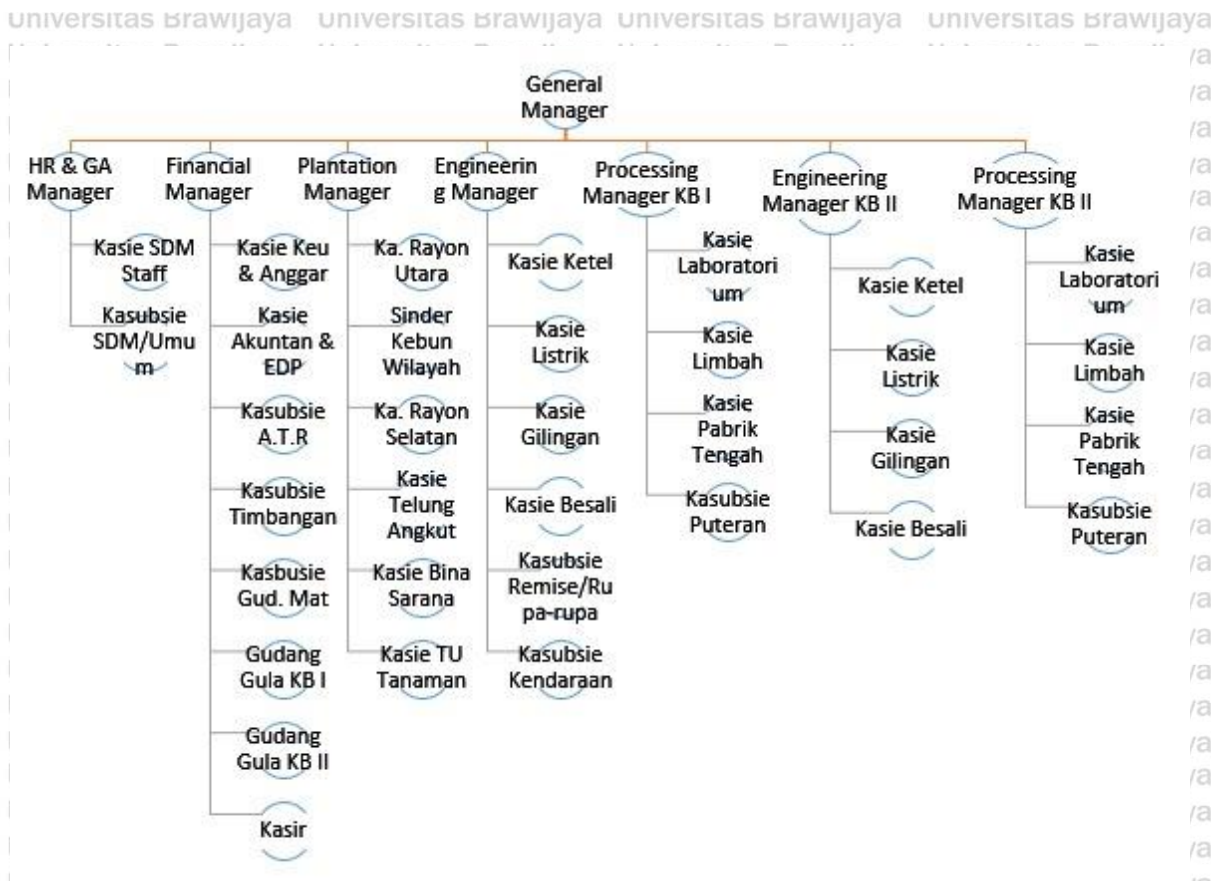 Universitas Brawijaya Universitas Brawijaya Universitas Brawijaya Universitas Brawijaya
General
Manager
HR & GA
Manager
Kasie SDM
Staff
Kasubsie
SDM/Umu
m
Financial
Manager
Kasie Keu
& Anggar
Kasie
Akuntan &
EDP
Kasubsie
A.T.R
Kasubsie
Timbangan
Kasbusie
Gud. Mat
Gudang
Gula KB I
Gudang
Gula KB II
Kasir
Plantation
Manager
Ka. Rayon
Utara
Sinder
Kebun
Wilayah
Ka. Rayon
Selatan
Kasie
Telung
Angkut
Kasie Bina
Sarana
Kasie TU
Tanaman
Engineerin
g Manager
Kasie Ketel
Kasie
Listrik
Kasie
Gilingan
Kasie Besali
Kasubsie
Remise/Ru
pa-rupa
Kasubsie
Kendaraan
Processing
Manager KB I
Kasie
Laboratori
um
Kasie
Limbah
Kasie
Pabrik
Tengah
Kasubsie
Puteran
Engineering
Manager KB II
Kasie Ketel
Kasie
Listrik
Kasie
Gilingan
Kasie Besali
Processing
Manager KB II
Kasie
Laboratori
um
Kasie
Limbah
Kasie
Pabrik
Tengah
Kasubsie
Puteran